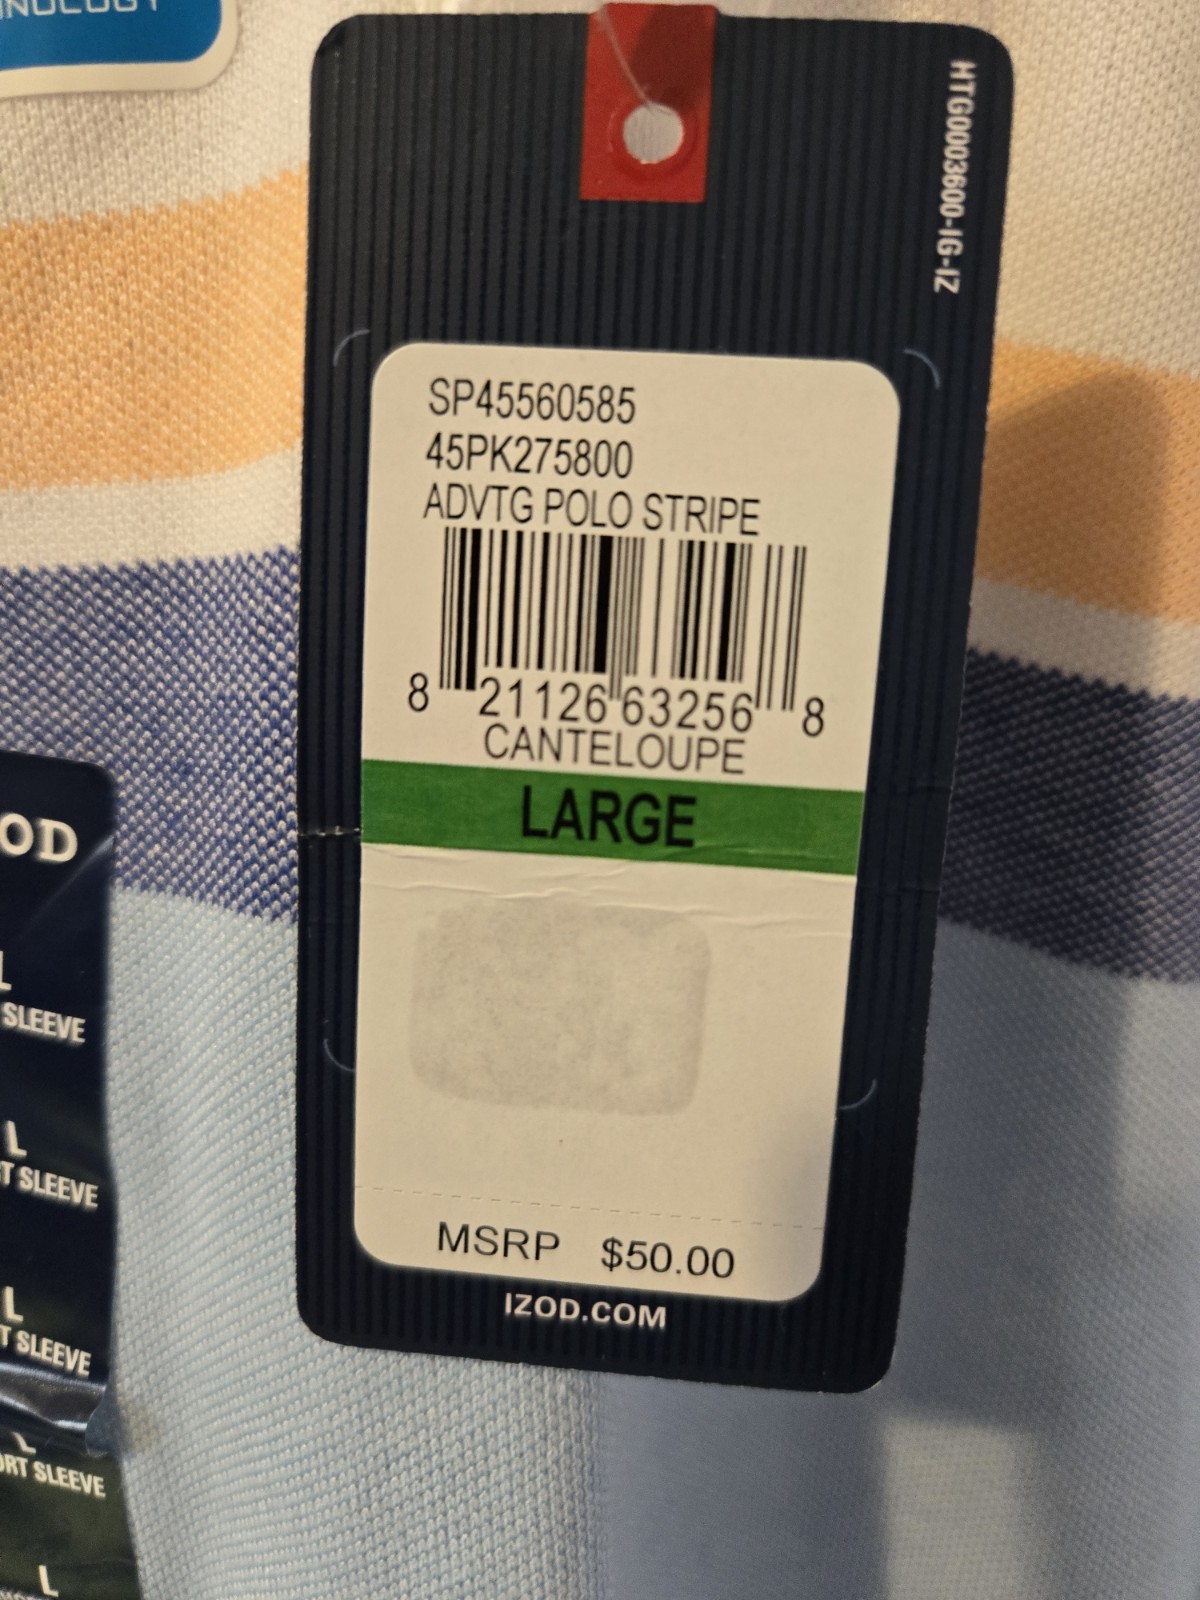 HTG0003600-IG-IZ
SP45560585
45PK275800
ADVTG POLO STRIPE
8 21126 63256 8
CANTELOUPE
LARGE
MSRP $50.00
IZOD.COM
OD
L
SLEEVE
L
T SLEEVE
L
T SLEEVE
L
ORT SLEEVE
L